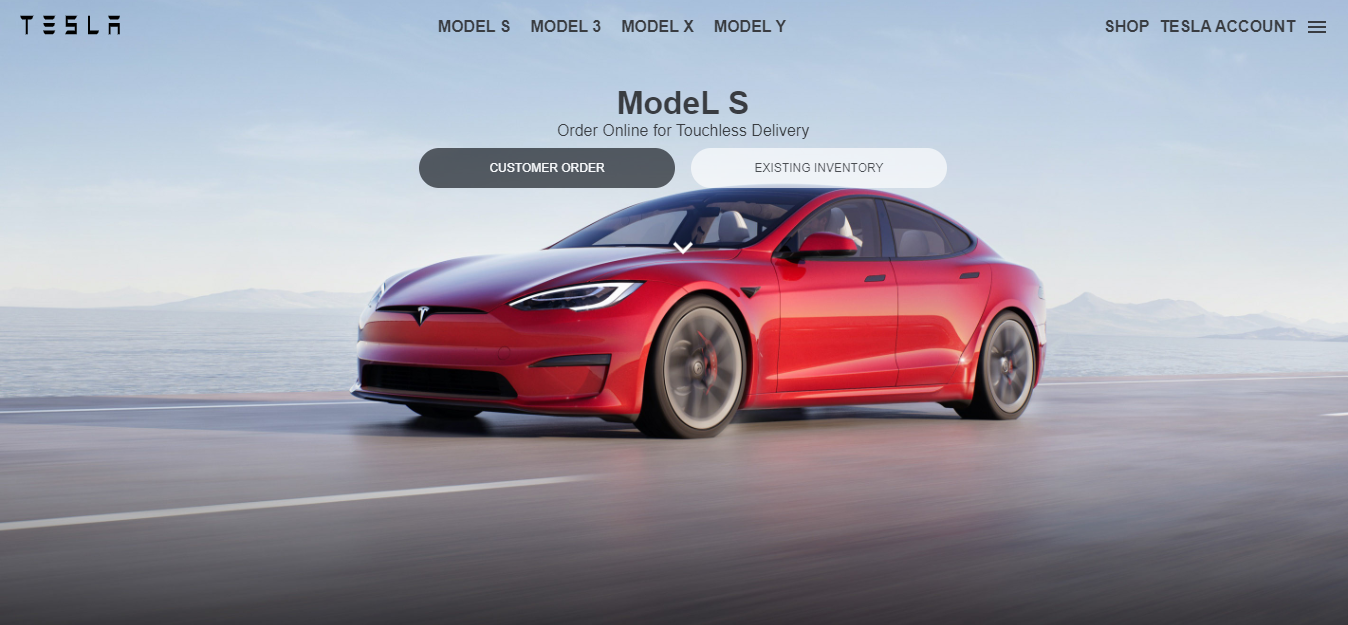 TESLA
MODEL S MODEL 3 MODEL X MODEL Y
SHOP TESLA ACCOUNT
ModeL S
Order Online for Touchless Delivery
CUSTOMER ORDER
EXISTING INVENTORY